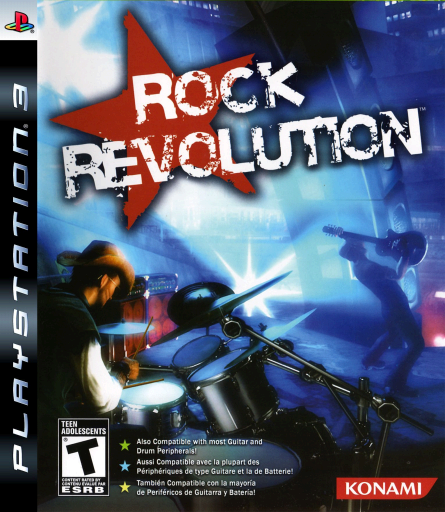 PLAYSTATION 3
ROCK
REVOLUTION™
TEEN
ADOLESCENTS
T
CONTENT RATED BY
CONTENU ÉVALUÉ PAR
ESRB
Also Compatible with most Guitar and
Drum Peripherals!
Aussi Compatible avec la plupart des
Périphériques de type Guitare et la de Batterie!
También Compatible con la mayoría
de Periféricos de Guitarra y Batería!
KONAMI